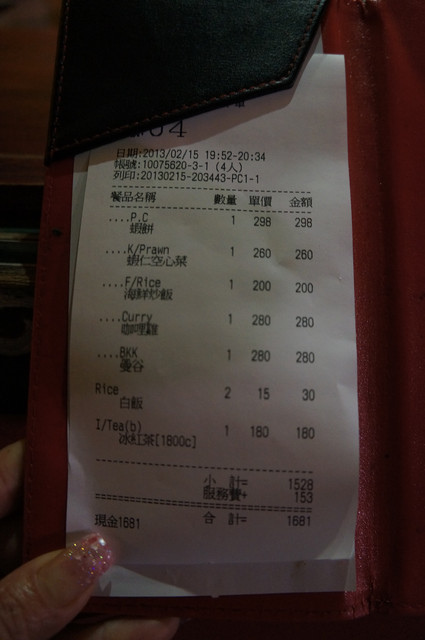 04
日期:2013/02/15 19:52-20:34
帳號:10075620-3-1 (4人)
列印:20130215-203443-PC1-1
餐品名稱 數量 單價 金額
....P.C 1 298 298
蝦餅
....K/Prawn 1 260 260
蝦仁空心菜
....F/Rice 1 200 200
海鮮炒飯
....Curry 1 280 280
咖哩雞
....BKK 1 280 280
曼谷
Rice 2 15 30
白飯
I/Tea(b) 1 180 180
冰紅茶[1800c]
小 計= 1528
服務費+ 153
現金1681 合 計= 1681